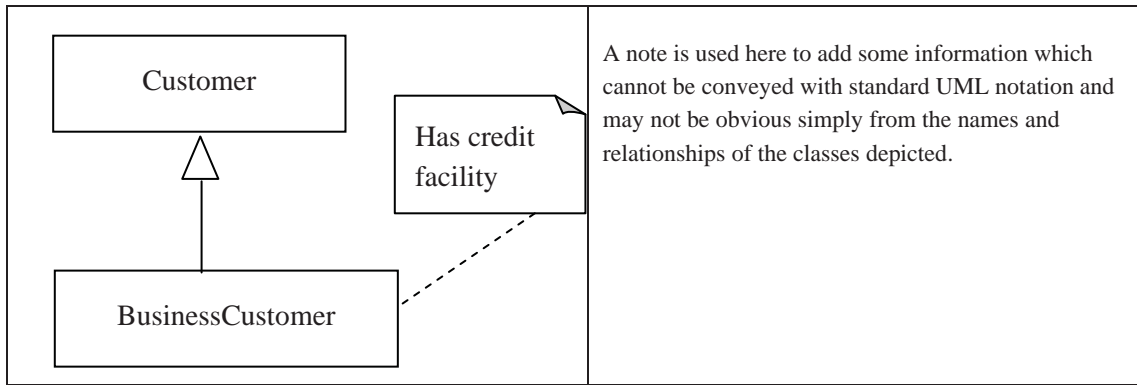 Customer
Has credit
facility
BusinessCustomer
A note is used here to add some information which
cannot be conveyed with standard UML notation and
may not be obvious simply from the names and
relationships of the classes depicted.